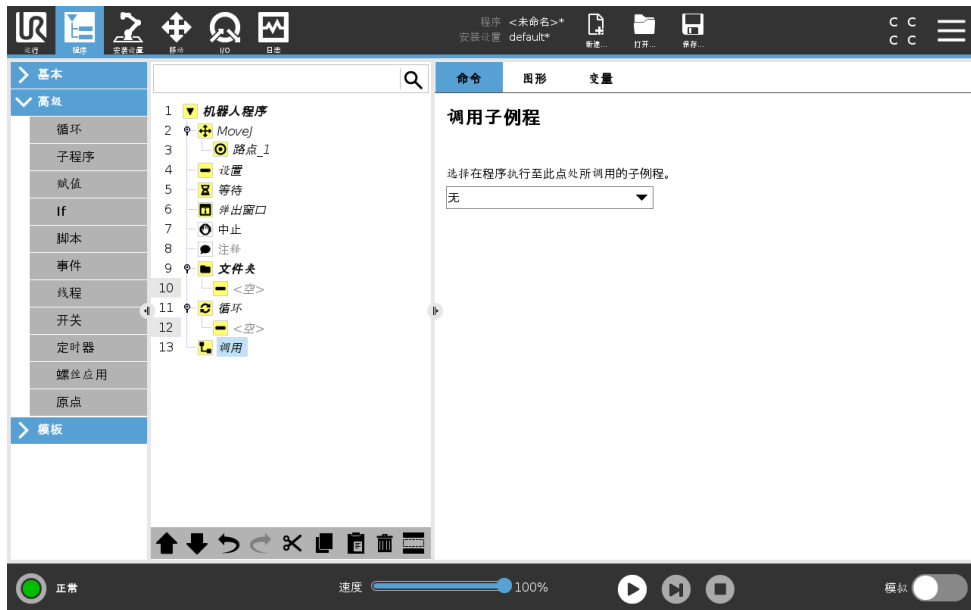 UR
运行
程序
安装设置
移动
I/O
日志
程序 <未命名>*
安装设置 default*
新建...
打开...
保存...
C C
C C
基本
高级
循环
子程序
赋值
If
脚本
事件
线程
开关
定时器
螺丝应用
原点
模板
1 机器人程序
2 MoveJ
3 路点_1
4 设置
5 等待
6 弹出窗口
7 中止
8 注释
9 文件夹
10 <空>
11 循环
12 <空>
13 调用
命令 图形 变量
调用子例程
选择在程序执行至此点处所调用的子例程。
无
正常
速度 100%
模拟